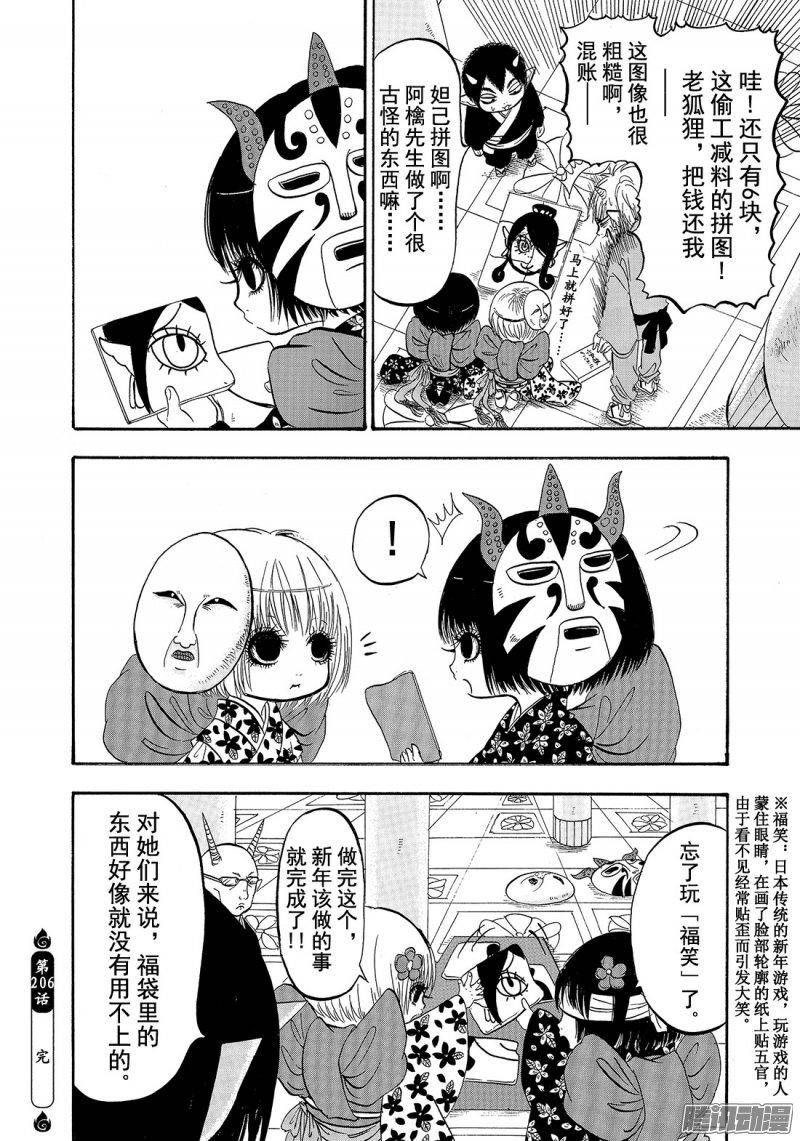 哇！还只有6块，
这偷工减料的拼图！
老狐狸，把钱还我
——
这图像也很
粗糙啊，
混账——
妲己拼图啊……
阿檎先生做了个很
古怪的东西嘛……
马上就拼好了……
！
忘了玩「福笑」了。
做完这个，
新年该做的事
就完成了!!
对她们来说，福袋里的
东西好像就没有用不上的。
※福笑：日本传统的新年游戏，玩游戏的人
蒙住眼睛，在画了脸部轮廓的纸上贴五官，
由于看不见经常贴歪而引发大笑。
第
206
话
完
腾讯动漫